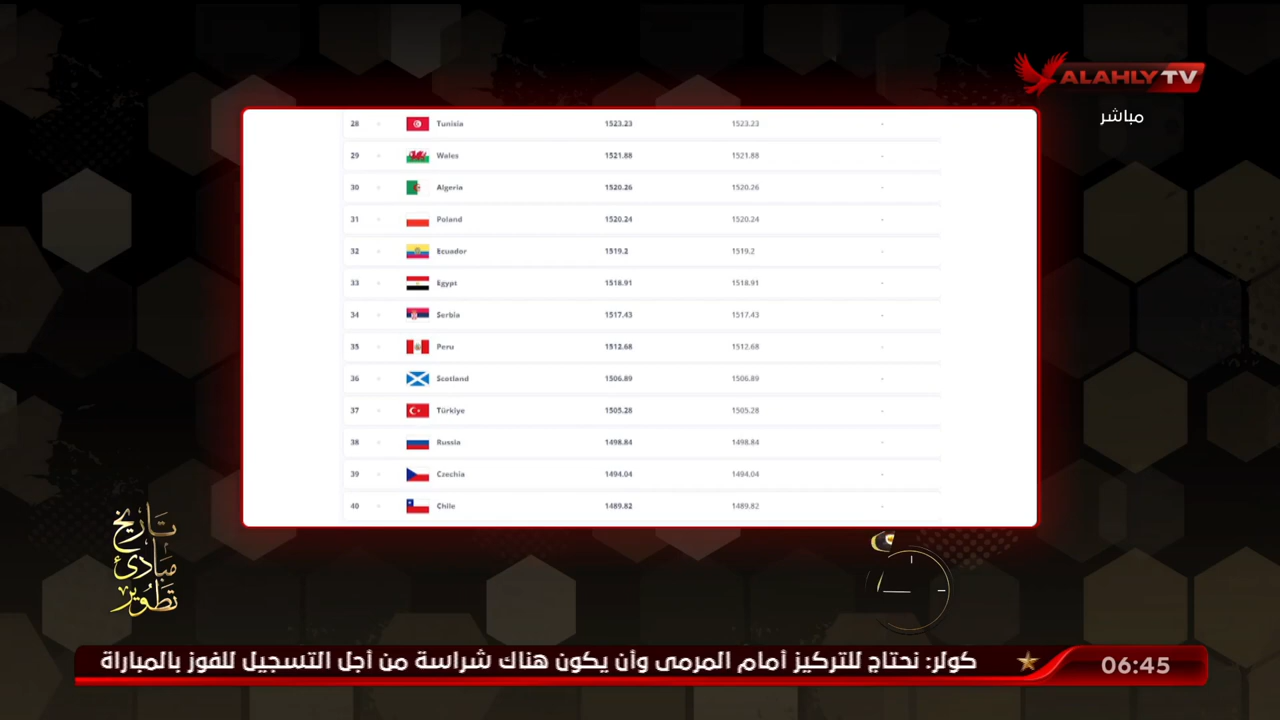 ALAHLY TV
مباشر
28 Tunisia 1523.23 1523.23 -
29 Wales 1521.88 1521.88 -
30 Algeria 1520.26 1520.26 -
31 Poland 1520.24 1520.24 -
32 Ecuador 1519.2 1519.2 -
33 Egypt 1518.91 1518.91 -
34 Serbia 1517.43 1517.43 -
35 Peru 1512.68 1512.68 -
36 Scotland 1506.89 1506.89 -
37 Türkiye 1505.28 1505.28 -
38 Russia 1498.84 1498.84 -
39 Czechia 1494.04 1494.04 -
40 Chile 1489.82 1489.82 -
تاريخ
مبادئ
تطوير
كولر: نحتاج للتركيز أمام المرمى وأن يكون هناك شراسة من أجل التسجيل للفوز بالمباراة
06:45